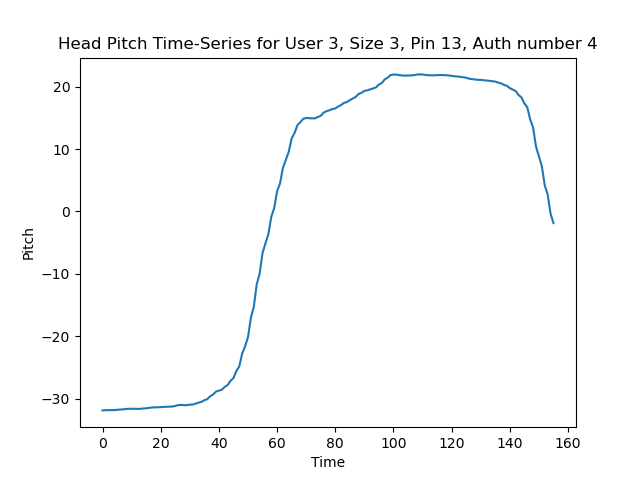 Head Pitch Time-Series for User 3, Size 3, Pin 13, Auth number 4
20
10
0
−10
−20
−30
Pitch
0 20 40 60 80 100 120 140 160
Time